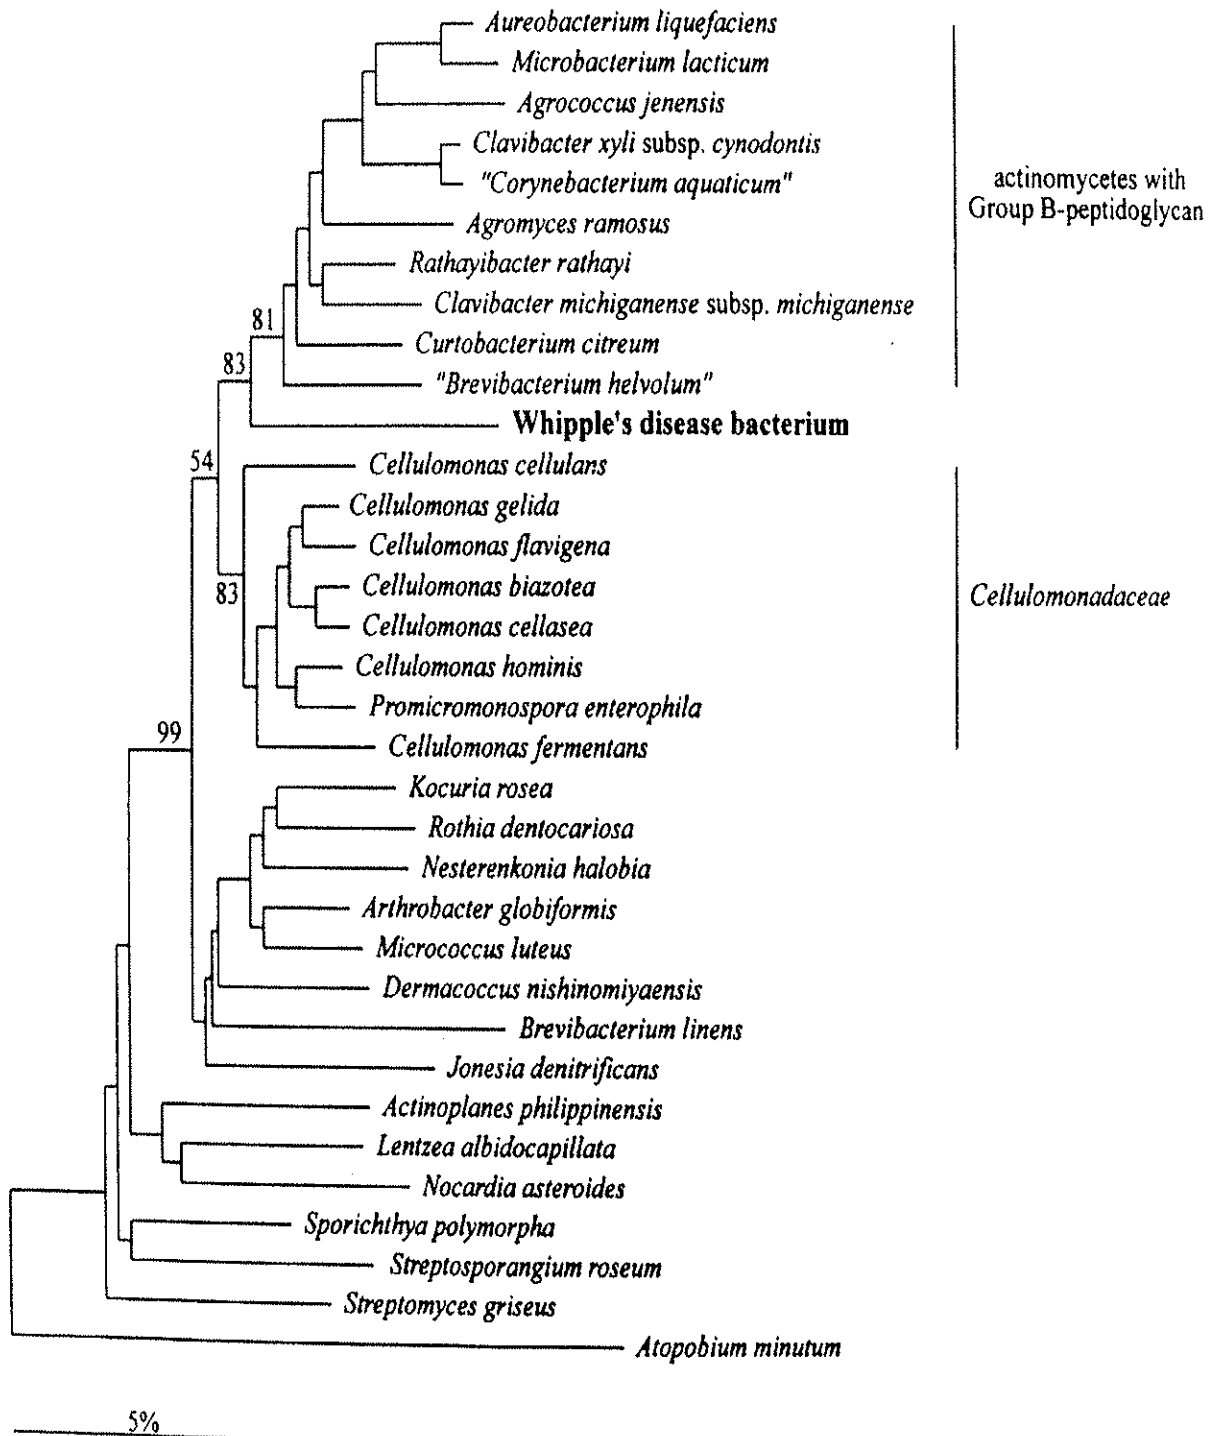 Aureobacterium liquefaciens
Microbacterium lacticum
Agrococcus jenensis
Clavibacter xyli subsp. cynodontis
"Corynebacterium aquaticum"
actinomycetes with
Group B-peptidoglycan
Agromyces ramosus
Rathayibacter rathayi
Clavibacter michiganense subsp. michiganense
81
Curtobacterium citreum
83
"Brevibacterium helvolum"
Whipple's disease bacterium
54
Cellulomonas cellulans
Cellulomonas gelida
Cellulomonas flavigena
83
Cellulomonas biazotea
Cellulomonadaceae
Cellulomonas cellasea
Cellulomonas hominis
Promicromonospora enterophila
99
Cellulomonas fermentans
Kocuria rosea
Rothia dentocariosa
Nesterenkonia halobia
Arthrobacter globiformis
Micrococcus luteus
Dermacoccus nishinomiyaensis
Brevibacterium linens
Jonesia denitrificans
Actinoplanes philippinensis
Lentzea albidocapillata
Nocardia asteroides
Sporichthya polymorpha
Streptosporangium roseum
Streptomyces griseus
Atopobium minutum
5%